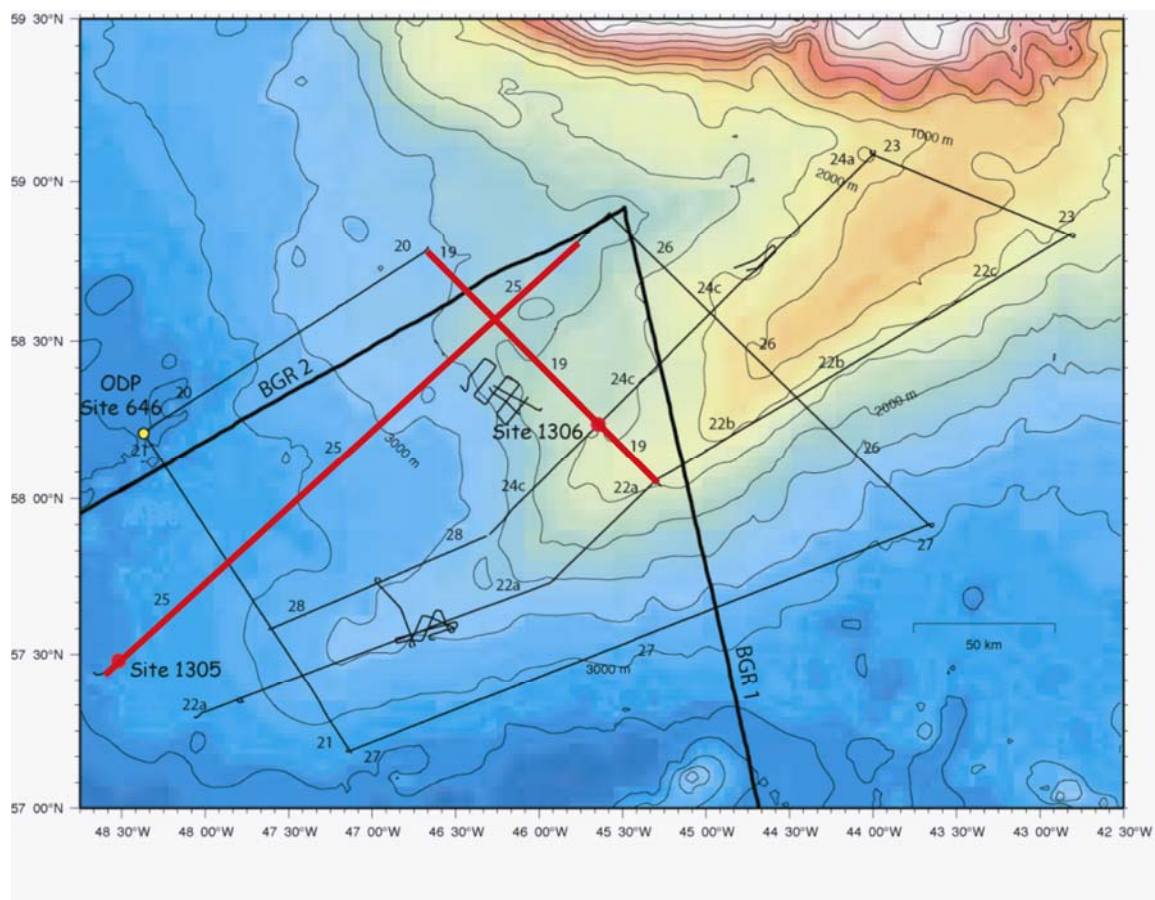 59 30'N
1000 m
23
24a
2000 m
59 00'N
23
20
19
26
22c
25
24c
58 30'N
26
19
22b
BGR 2
24c
ODP
Site 646
20
2000 m
22b
Site 1306
19
26
21
25
3000 m
58 00'N
24c
22a
28
27
22a
25
28
50 km
57 30'N
Site 1305
27
3000 m
BGR 1
22a
21
27
57 00'N
48 30'W
48 00'W
47 30'W
47 00'W
46 30'W
46 00'W
45 30'W
45 00'W
44 30'W
44 00'W
43 30'W
43 00'W
42 30'W